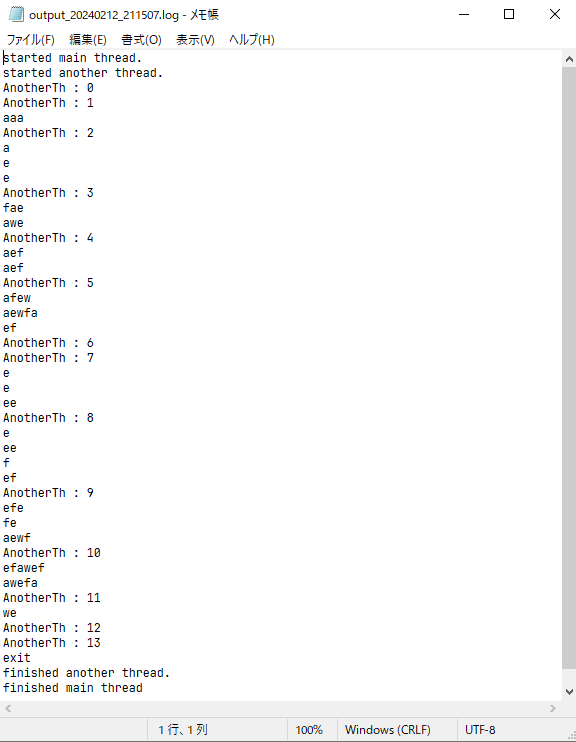 output_20240212_211507.log - メモ帳
ファイル(F) 編集(E) 書式(O) 表示(V) ヘルプ(H)
started main thread.
started another thread.
AnotherTh : 0
AnotherTh : 1
aaa
AnotherTh : 2
a
e
e
AnotherTh : 3
fae
awe
AnotherTh : 4
aef
aef
AnotherTh : 5
afew
aewfa
ef
AnotherTh : 6
AnotherTh : 7
e
e
ee
AnotherTh : 8
e
ee
f
ef
AnotherTh : 9
efe
fe
aewf
AnotherTh : 10
efawef
awefa
AnotherTh : 11
we
AnotherTh : 12
AnotherTh : 13
exit
finished another thread.
finished main thread
1 行、1 列 100% Windows (CRLF) UTF-8